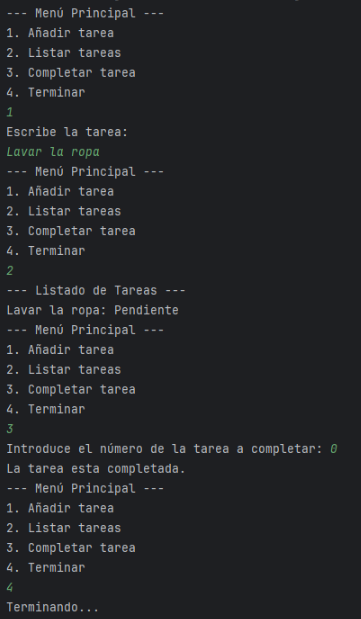 --- Menú Principal ---
1. Añadir tarea
2. Listar tareas
3. Completar tarea
4. Terminar
1
Escribe la tarea:
Lavar la ropa
--- Menú Principal ---
1. Añadir tarea
2. Listar tareas
3. Completar tarea
4. Terminar
2
--- Listado de Tareas ---
Lavar la ropa: Pendiente
--- Menú Principal ---
1. Añadir tarea
2. Listar tareas
3. Completar tarea
4. Terminar
3
Introduce el número de la tarea a completar: 0
La tarea esta completada.
--- Menú Principal ---
1. Añadir tarea
2. Listar tareas
3. Completar tarea
4. Terminar
4
Terminando...